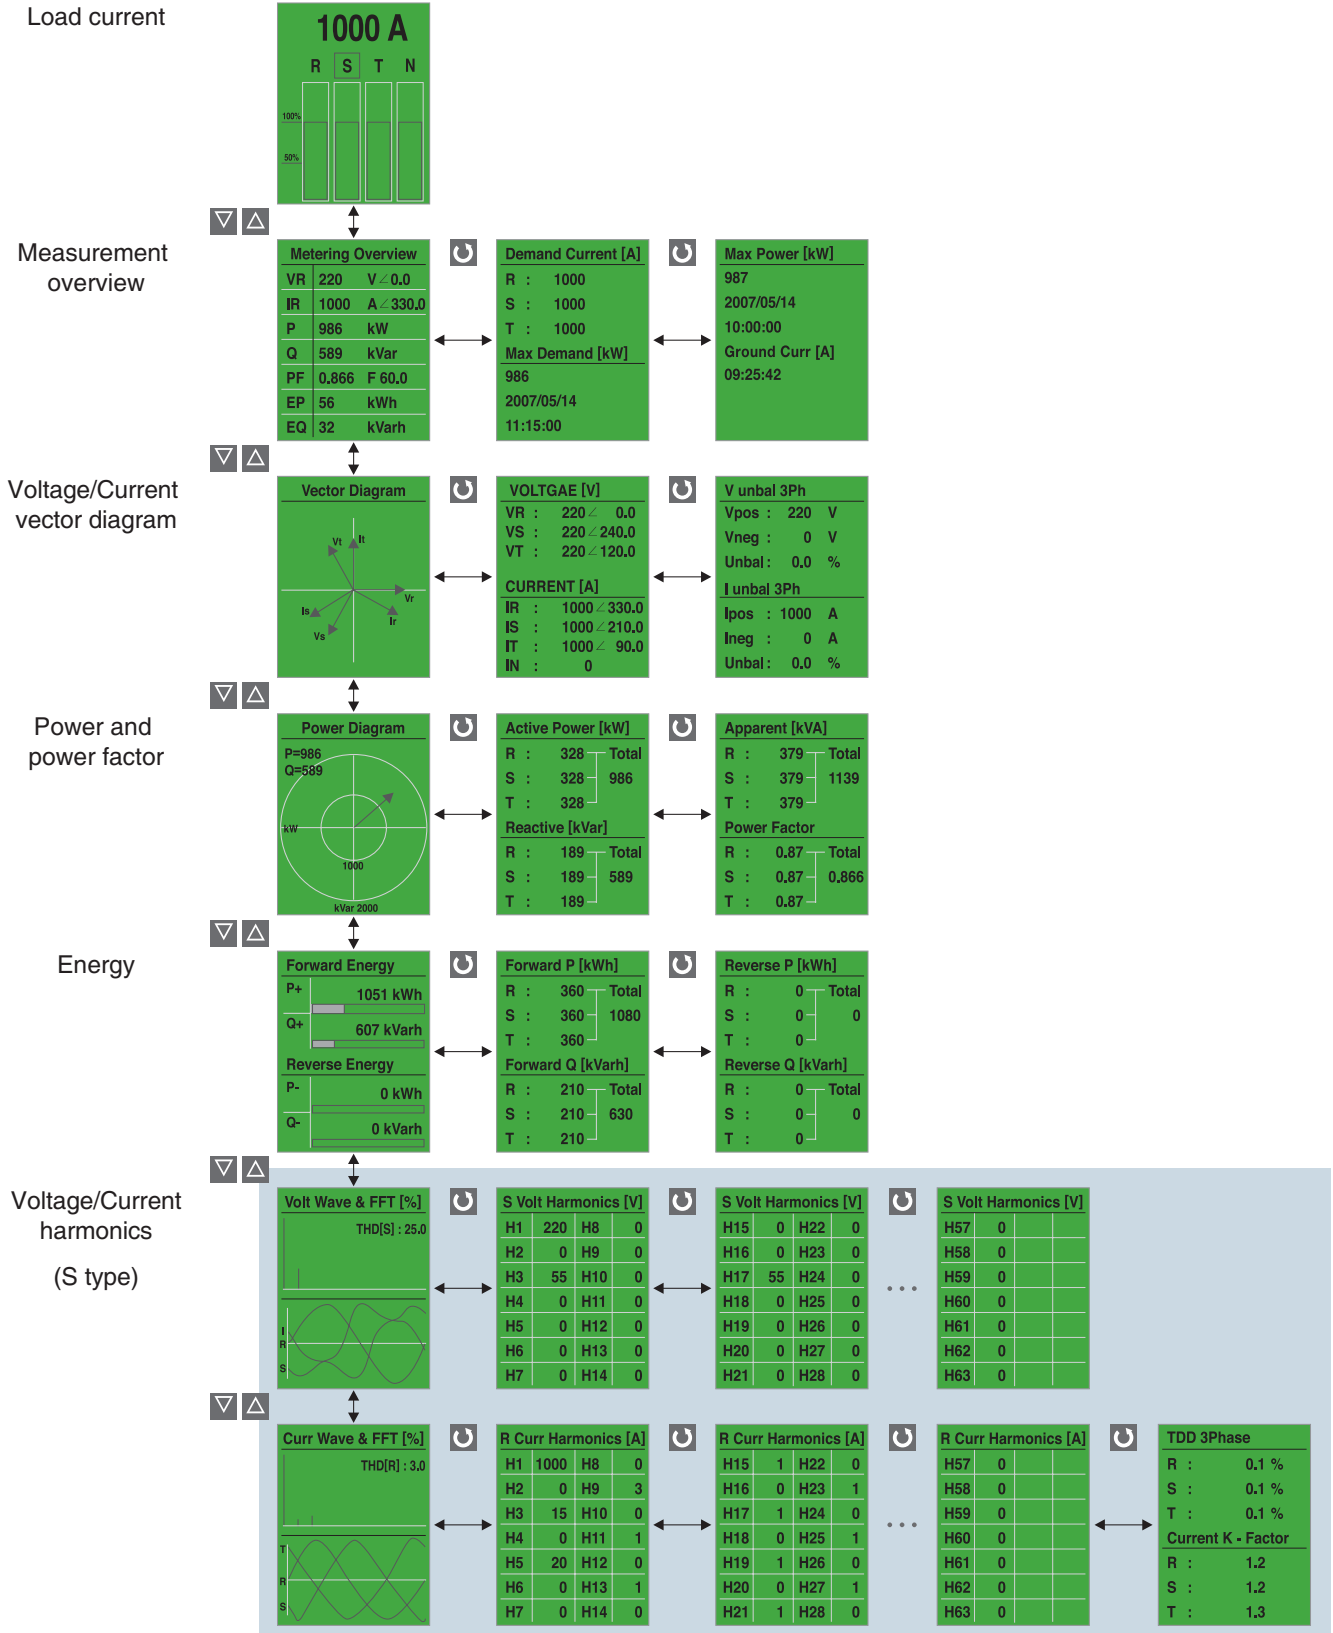 Load current
1000 A
R S T N
100%
50%
Measurement
overview
Metering Overview
VR 220 V∠0.0
IR 1000 A∠330.0
P 986 kW
Q 589 kVar
PF 0.866 F 60.0
EP 56 kWh
EQ 32 kVarh
Demand Current [A]
R : 1000
S : 1000
T : 1000
Max Demand [kW]
986
2007/05/14
11:15:00
Max Power [kW]
987
2007/05/14
10:00:00
Ground Curr [A]
09:25:42
Voltage/Current
vector diagram
Vector Diagram
Vt It
Vr
Is
Ir
Vs
VOLTGAE [V]
VR : 220∠ 0.0
VS : 220∠240.0
VT : 220∠120.0
CURRENT [A]
IR : 1000∠330.0
IS : 1000∠210.0
IT : 1000∠ 90.0
IN : 0
V unbal 3Ph
Vpos : 220 V
Vneg : 0 V
Unbal : 0.0 %
I unbal 3Ph
Ipos : 1000 A
Ineg : 0 A
Unbal : 0.0 %
Power and
power factor
Power Diagram
P=986
Q=589
kW
1000
kVar 2000
Active Power [kW]
R : 328 Total
S : 328 986
T : 328
Reactive [kVar]
R : 189 Total
S : 189 589
T : 189
Apparent [kVA]
R : 379 Total
S : 379 1139
T : 379
Power Factor
R : 0.87 Total
S : 0.87 0.866
T : 0.87
Energy
Forward Energy
P+ 1051 kWh
Q+ 607 kVarh
Reverse Energy
P- 0 kWh
Q- 0 kVarh
Forward P [kWh]
R : 360 Total
S : 360 1080
T : 360
Forward Q [kVarh]
R : 210 Total
S : 210 630
T : 210
Reverse P [kWh]
R : 0 Total
S : 0 0
T : 0
Reverse Q [kVarh]
R : 0 Total
S : 0 0
T : 0
Voltage/Current
harmonics
(S type)
Volt Wave & FFT [%]
THD[S] : 25.0
I
R
S
S Volt Harmonics [V]
H1 220 H8 0
H2 0 H9 0
H3 55 H10 0
H4 0 H11 0
H5 0 H12 0
H6 0 H13 0
H7 0 H14 0
S Volt Harmonics [V]
H15 0 H22 0
H16 0 H23 0
H17 55 H24 0
H18 0 H25 0
H19 0 H26 0
H20 0 H27 0
H21 0 H28 0
...
S Volt Harmonics [V]
H57 0
H58 0
H59 0
H60 0
H61 0
H62 0
H63 0
Curr Wave & FFT [%]
THD[R] : 3.0
T
R
S
R Curr Harmonics [A]
H1 1000 H8 0
H2 0 H9 3
H3 15 H10 0
H4 0 H11 1
H5 20 H12 0
H6 0 H13 1
H7 0 H14 0
R Curr Harmonics [A]
H15 1 H22 0
H16 0 H23 1
H17 1 H24 0
H18 0 H25 1
H19 1 H26 0
H20 0 H27 1
H21 1 H28 0
...
R Curr Harmonics [A]
H57 0
H58 0
H59 0
H60 0
H61 0
H62 0
H63 0
TDD 3Phase
R : 0.1 %
S : 0.1 %
T : 0.1 %
Current K - Factor
R : 1.2
S : 1.2
T : 1.3